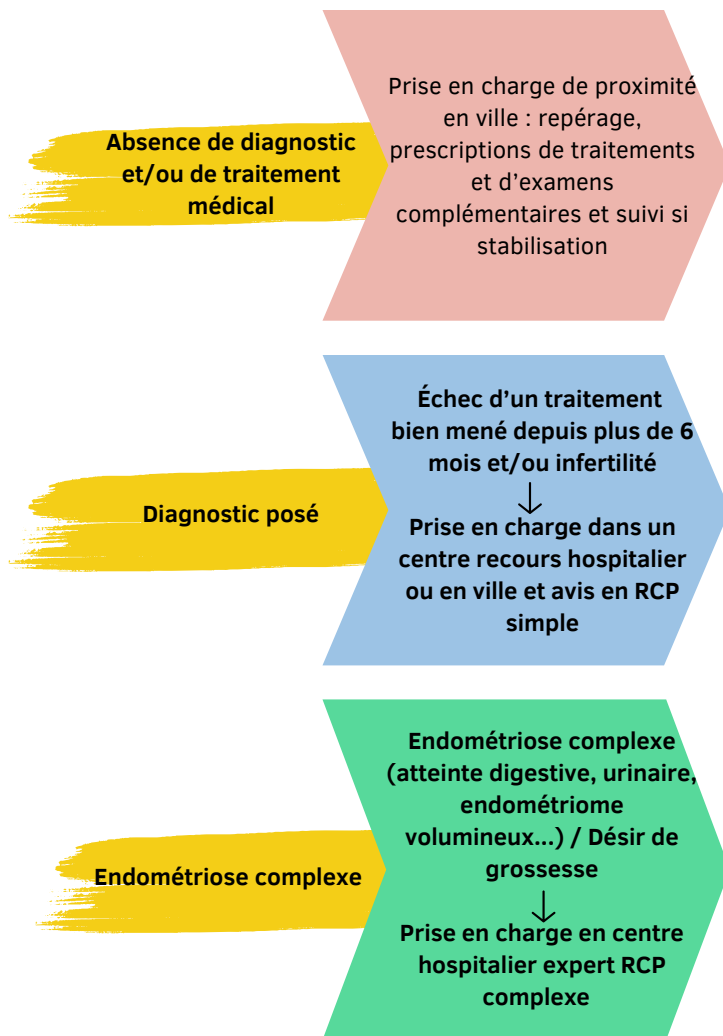 Absence de diagnostic
et/ou de traitement
médical
Prise en charge de proximité
en ville : repérage,
prescriptions de traitements
et d'examens
complémentaires et suivi si
stabilisation
Diagnostic posé
Échec d'un traitement
bien mené depuis plus de 6
mois et/ou infertilité
Prise en charge dans un
centre recours hospitalier
ou en ville et avis en RCP
simple
Endométriose complexe
Endométriose complexe
(atteinte digestive, urinaire,
endométriome
volumineux...) / Désir de
grossesse
Prise en charge en centre
hospitalier expert RCP
complexe